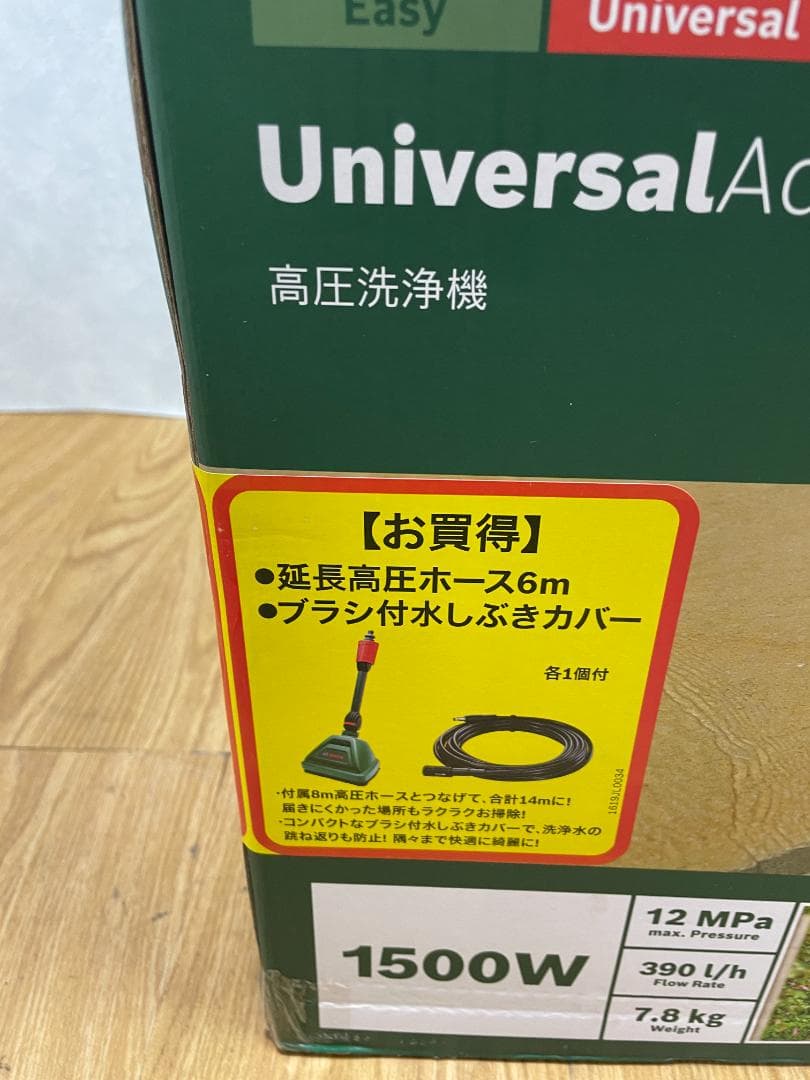 Easy
Universal
UniversalAq
高圧洗浄機
【お買得】
●延長高圧ホース6m
●ブラシ付水しぶきカバー
各1個付
・付属8m高圧ホースとつなげて、合計14mに!
届きにくかった場所もラクラクお掃除!
・コンパクトなブラシ付水しぶきカバーで、洗浄水の
跳ね返りも防止! 隅々まで快適に綺麗に!
1619JL0034
1500W
12 MPa
max. Pressure
390 l/h
Flow Rate
7.8 kg
Weight